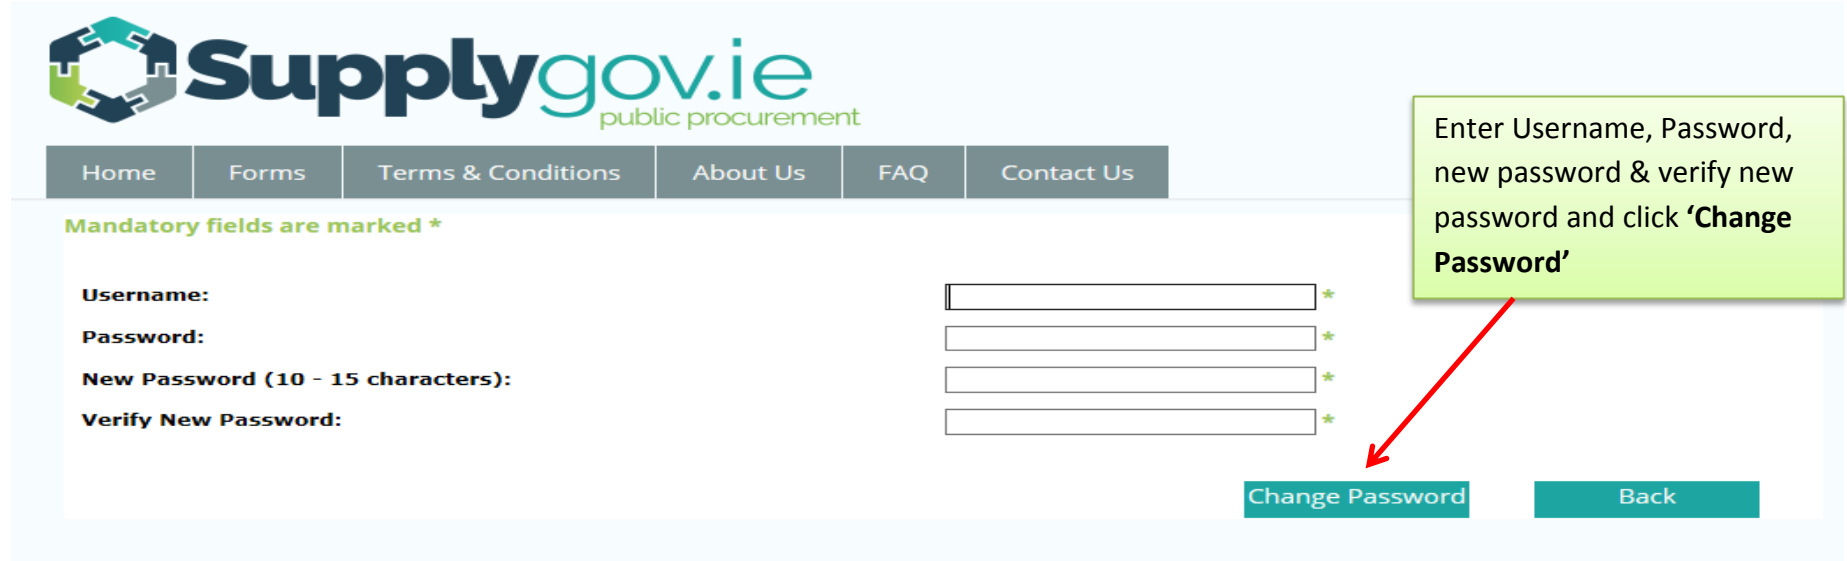 Supplygov.ie
public procurement
Home Forms Terms & Conditions About Us FAQ Contact Us
Enter Username, Password,
new password & verify new
password and click ‘Change
Password’
Mandatory fields are marked *
Username: *
Password: *
New Password (10 - 15 characters): *
Verify New Password: *
Change Password Back